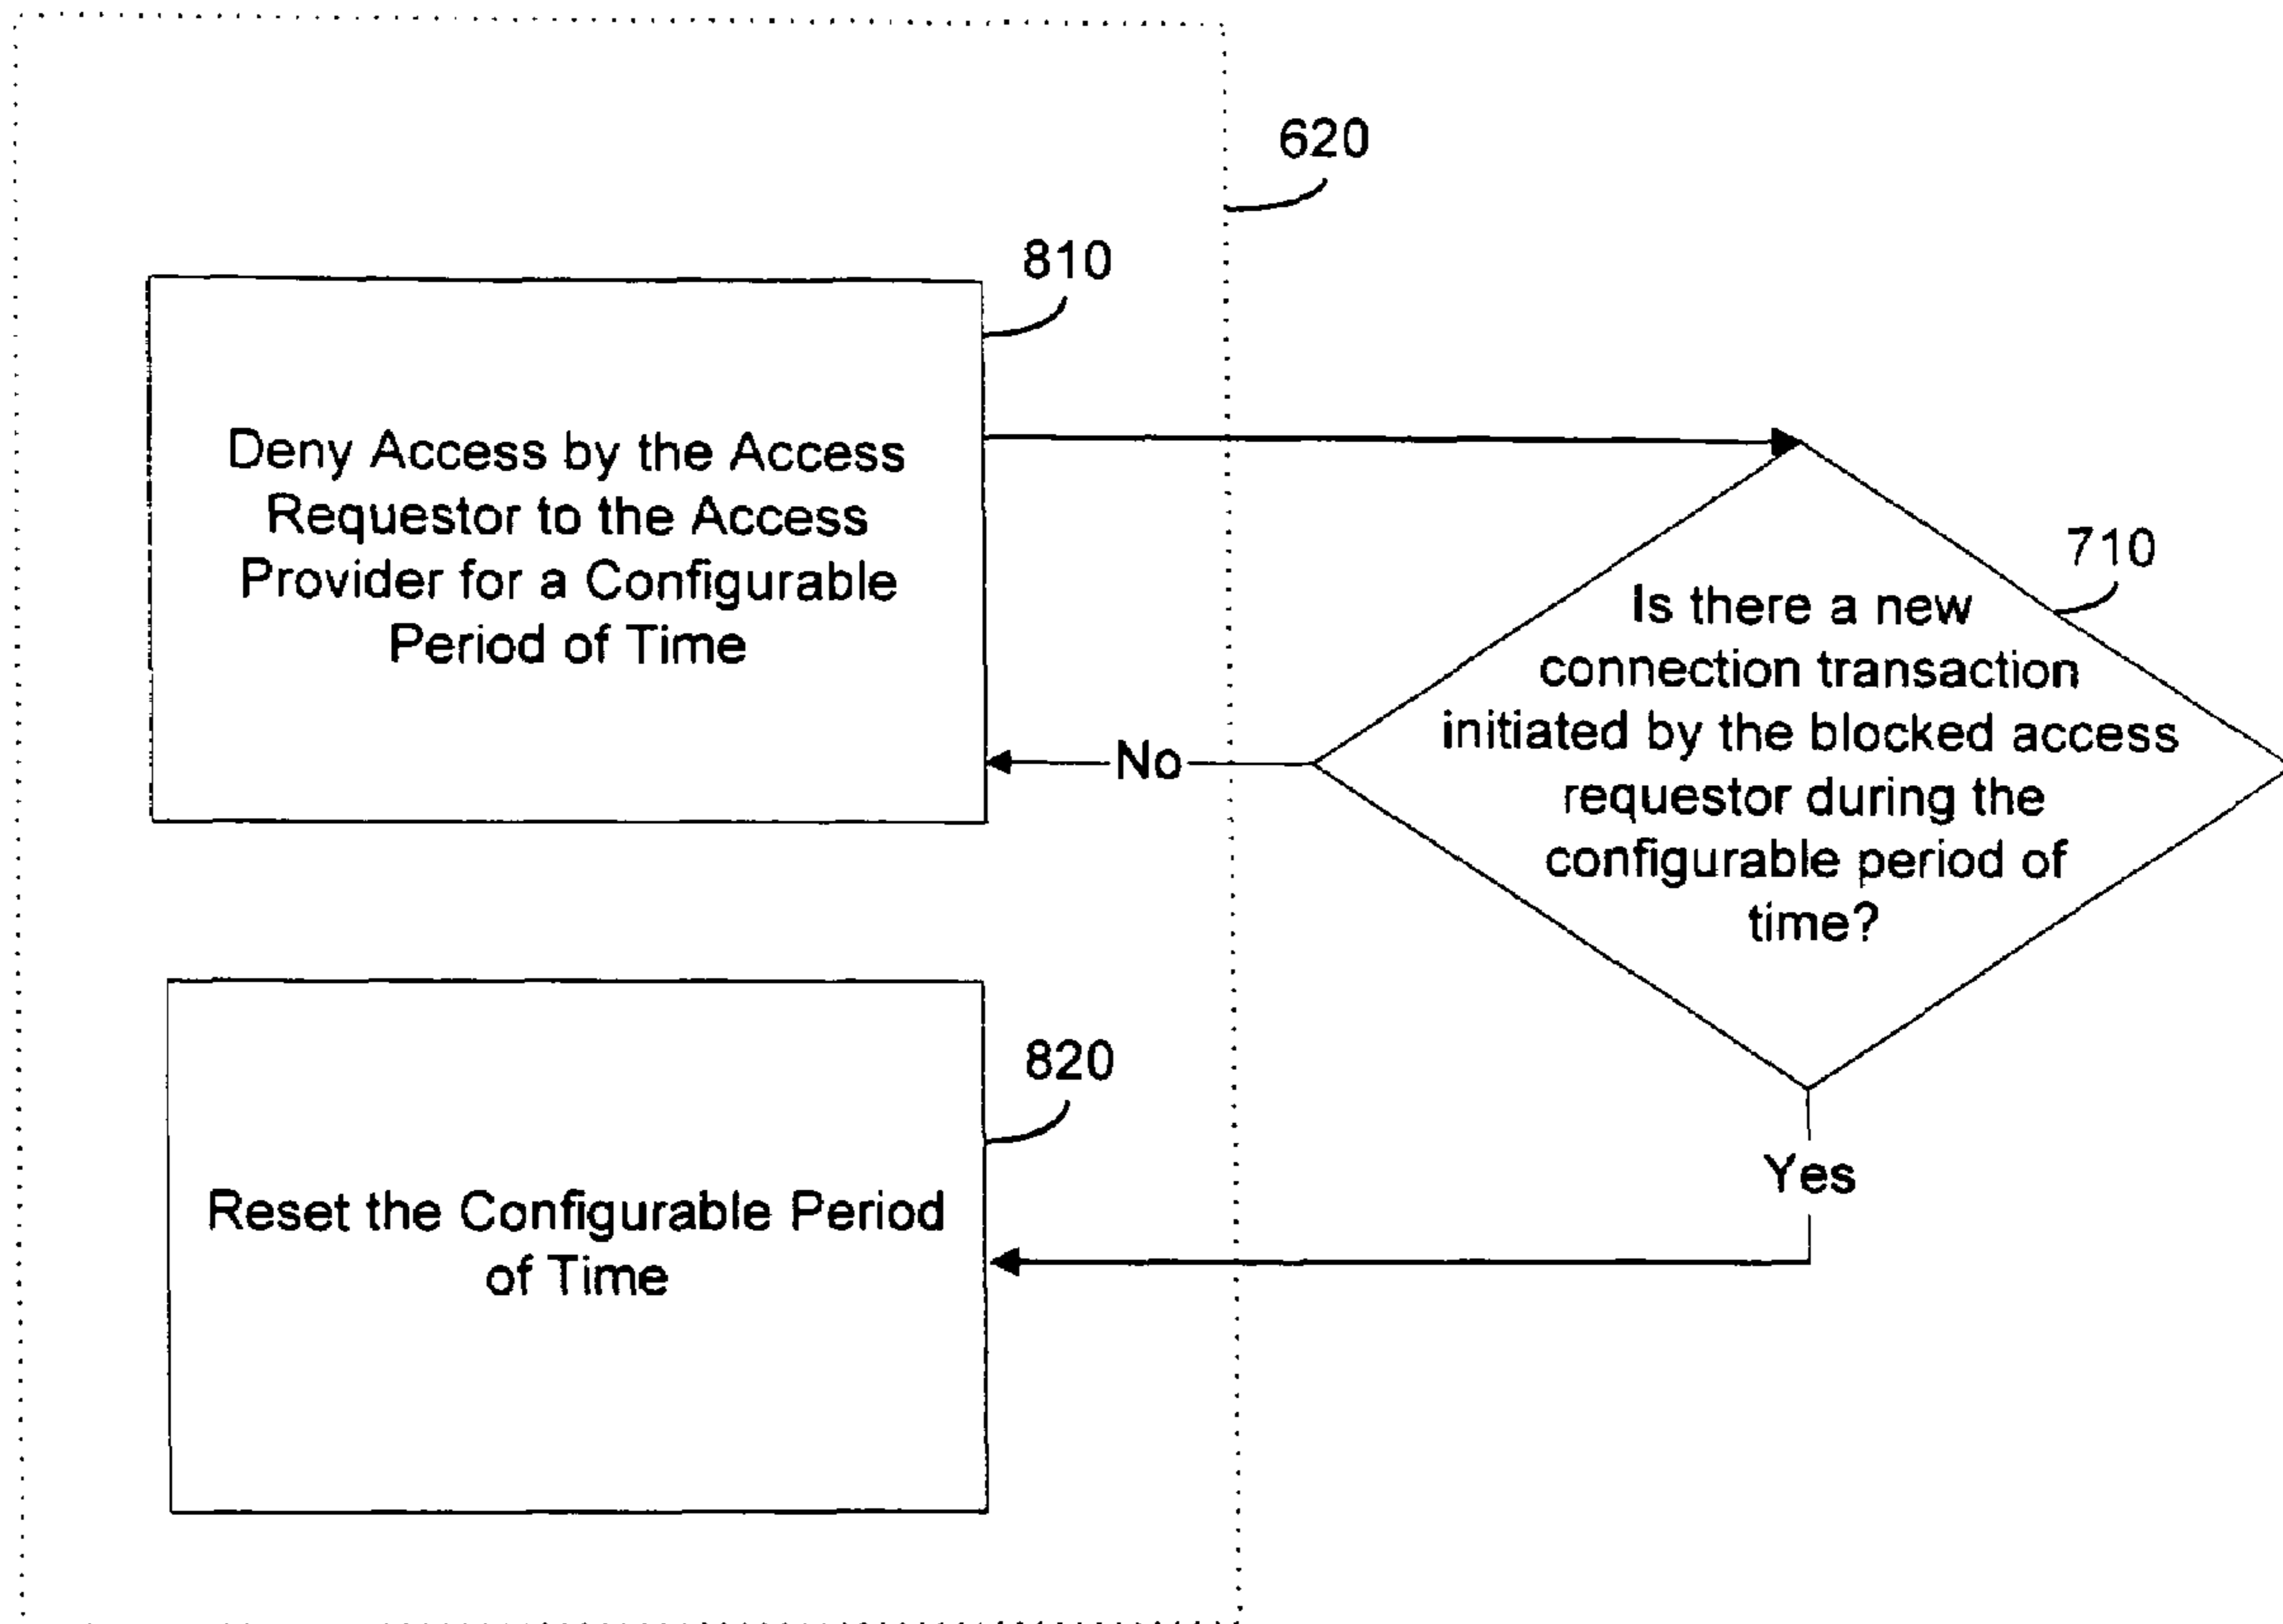 620
810
Deny Access by the Access
Requestor to the Access
Provider for a Configurable
Period of Time
710
Is there a new
connection transaction
initiated by the blocked access
requestor during the
configurable period of
time?
No
820
Reset the Configurable Period
of Time
Yes